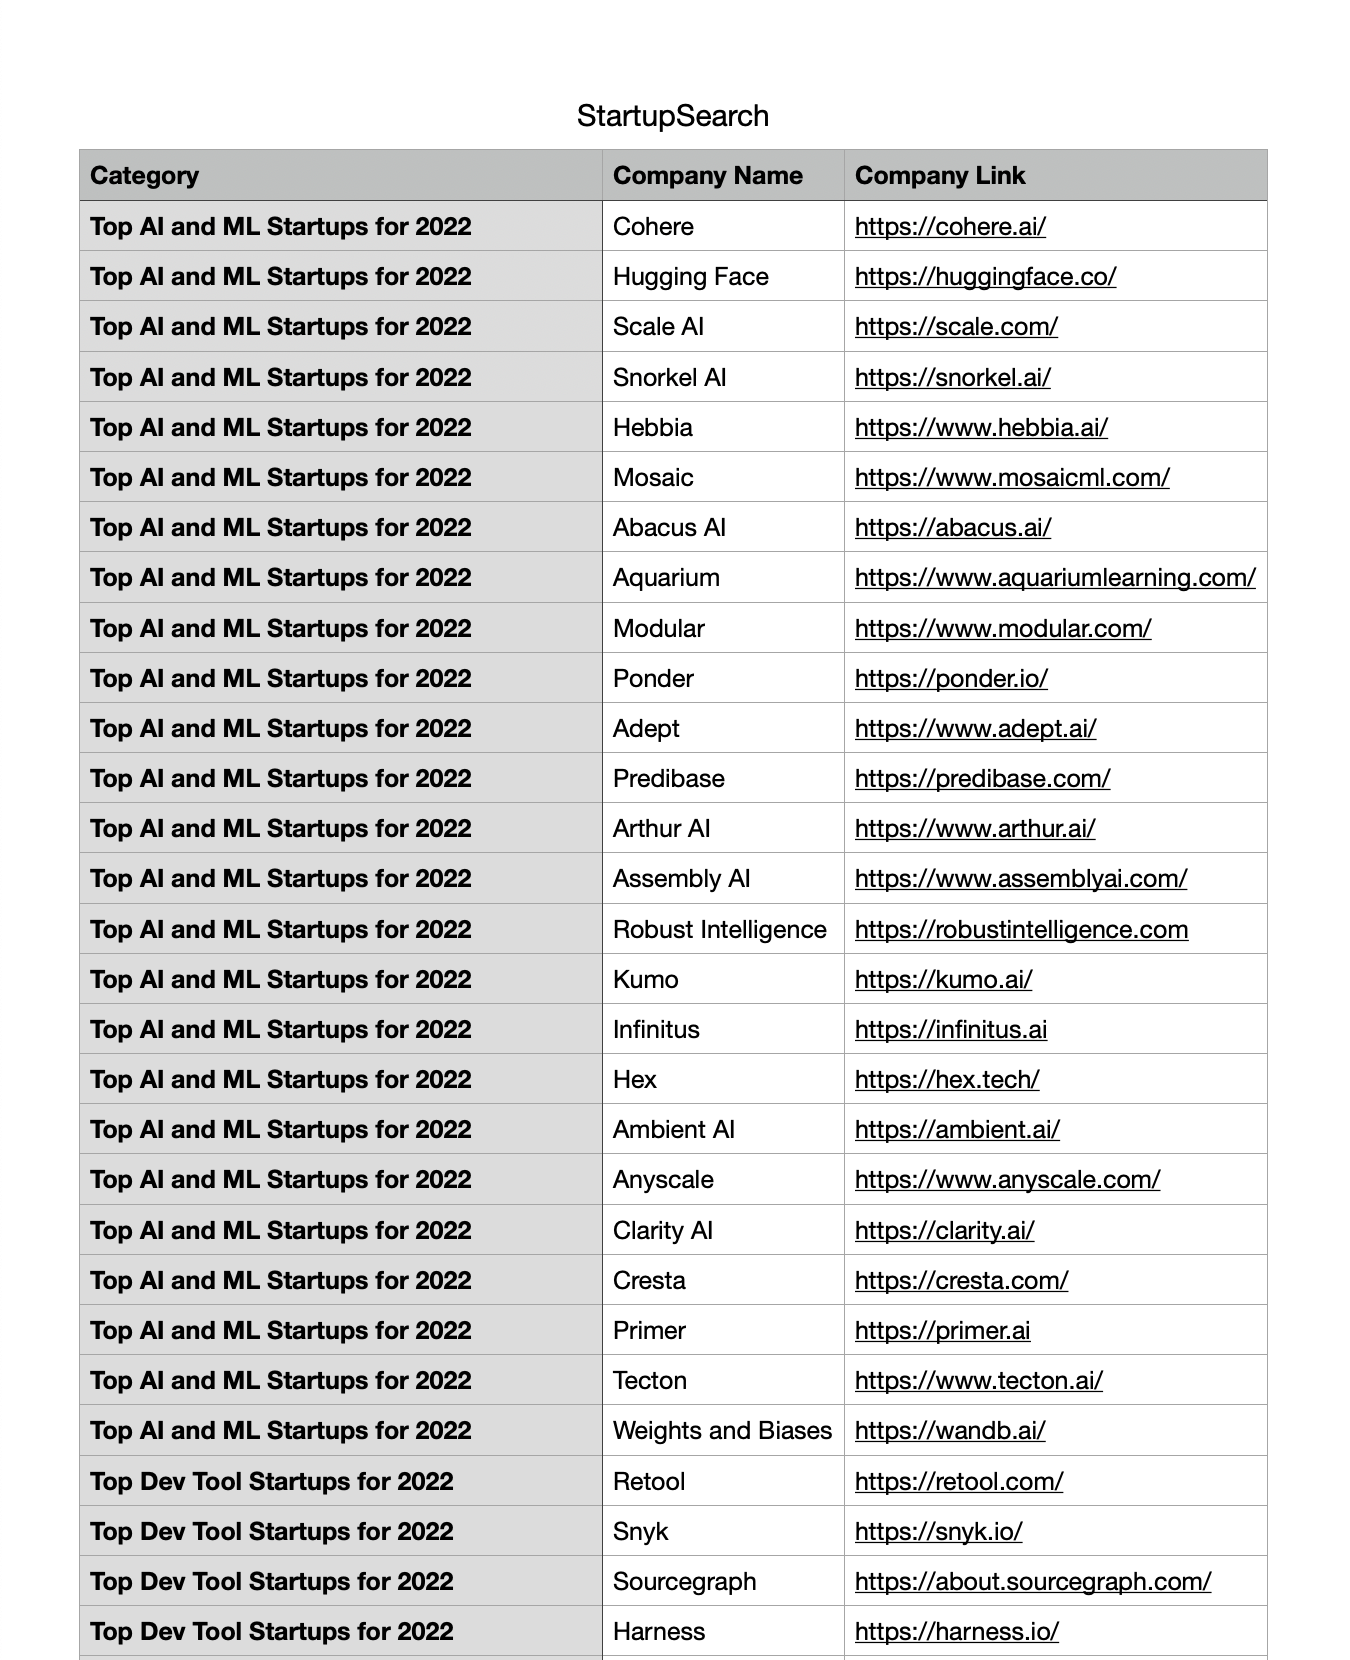 StartupSearch
Category Company Name Company Link
Top AI and ML Startups for 2022 Cohere https://cohere.ai/
Top AI and ML Startups for 2022 Hugging Face https://huggingface.co/
Top AI and ML Startups for 2022 Scale AI https://scale.com/
Top AI and ML Startups for 2022 Snorkel AI https://snorkel.ai/
Top AI and ML Startups for 2022 Hebbia https://www.hebbia.ai/
Top AI and ML Startups for 2022 Mosaic https://www.mosaicml.com/
Top AI and ML Startups for 2022 Abacus AI https://abacus.ai/
Top AI and ML Startups for 2022 Aquarium https://www.aquariumlearning.com/
Top AI and ML Startups for 2022 Modular https://www.modular.com/
Top AI and ML Startups for 2022 Ponder https://ponder.io/
Top AI and ML Startups for 2022 Adept https://www.adept.ai/
Top AI and ML Startups for 2022 Predibase https://predibase.com/
Top AI and ML Startups for 2022 Arthur AI https://www.arthur.ai/
Top AI and ML Startups for 2022 Assembly AI https://www.assemblyai.com/
Top AI and ML Startups for 2022 Robust Intelligence https://robustintelligence.com
Top AI and ML Startups for 2022 Kumo https://kumo.ai/
Top AI and ML Startups for 2022 Infinitus https://infinitus.ai
Top AI and ML Startups for 2022 Hex https://hex.tech/
Top AI and ML Startups for 2022 Ambient AI https://ambient.ai/
Top AI and ML Startups for 2022 Anyscale https://www.anyscale.com/
Top AI and ML Startups for 2022 Clarity AI https://clarity.ai/
Top AI and ML Startups for 2022 Cresta https://cresta.com/
Top AI and ML Startups for 2022 Primer https://primer.ai
Top AI and ML Startups for 2022 Tecton https://www.tecton.ai/
Top AI and ML Startups for 2022 Weights and Biases https://wandb.ai/
Top Dev Tool Startups for 2022 Retool https://retool.com/
Top Dev Tool Startups for 2022 Snyk https://snyk.io/
Top Dev Tool Startups for 2022 Sourcegraph https://about.sourcegraph.com/
Top Dev Tool Startups for 2022 Harness https://harness.io/